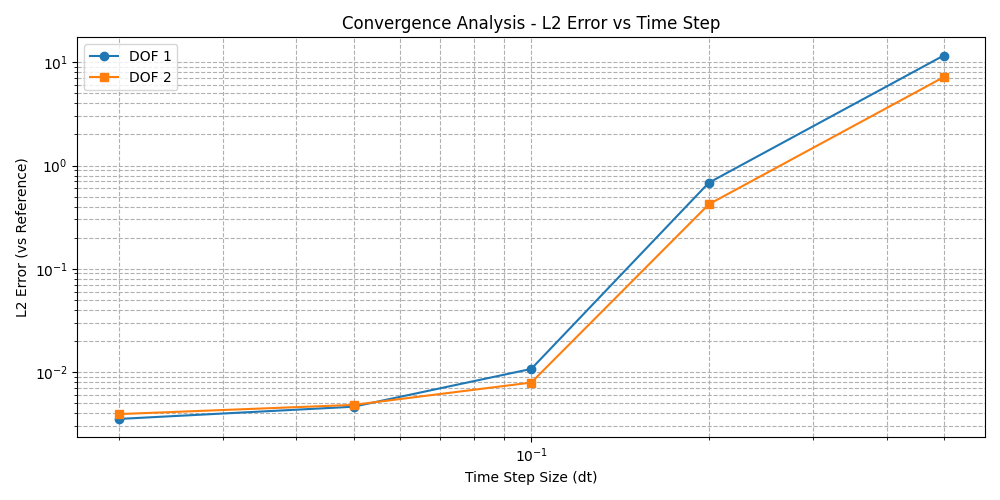 Convergence Analysis - L2 Error vs Time Step
DOF 1
DOF 2
L2 Error (vs Reference)
10¹
10⁰
10⁻¹
10⁻²
10⁻¹
Time Step Size (dt)